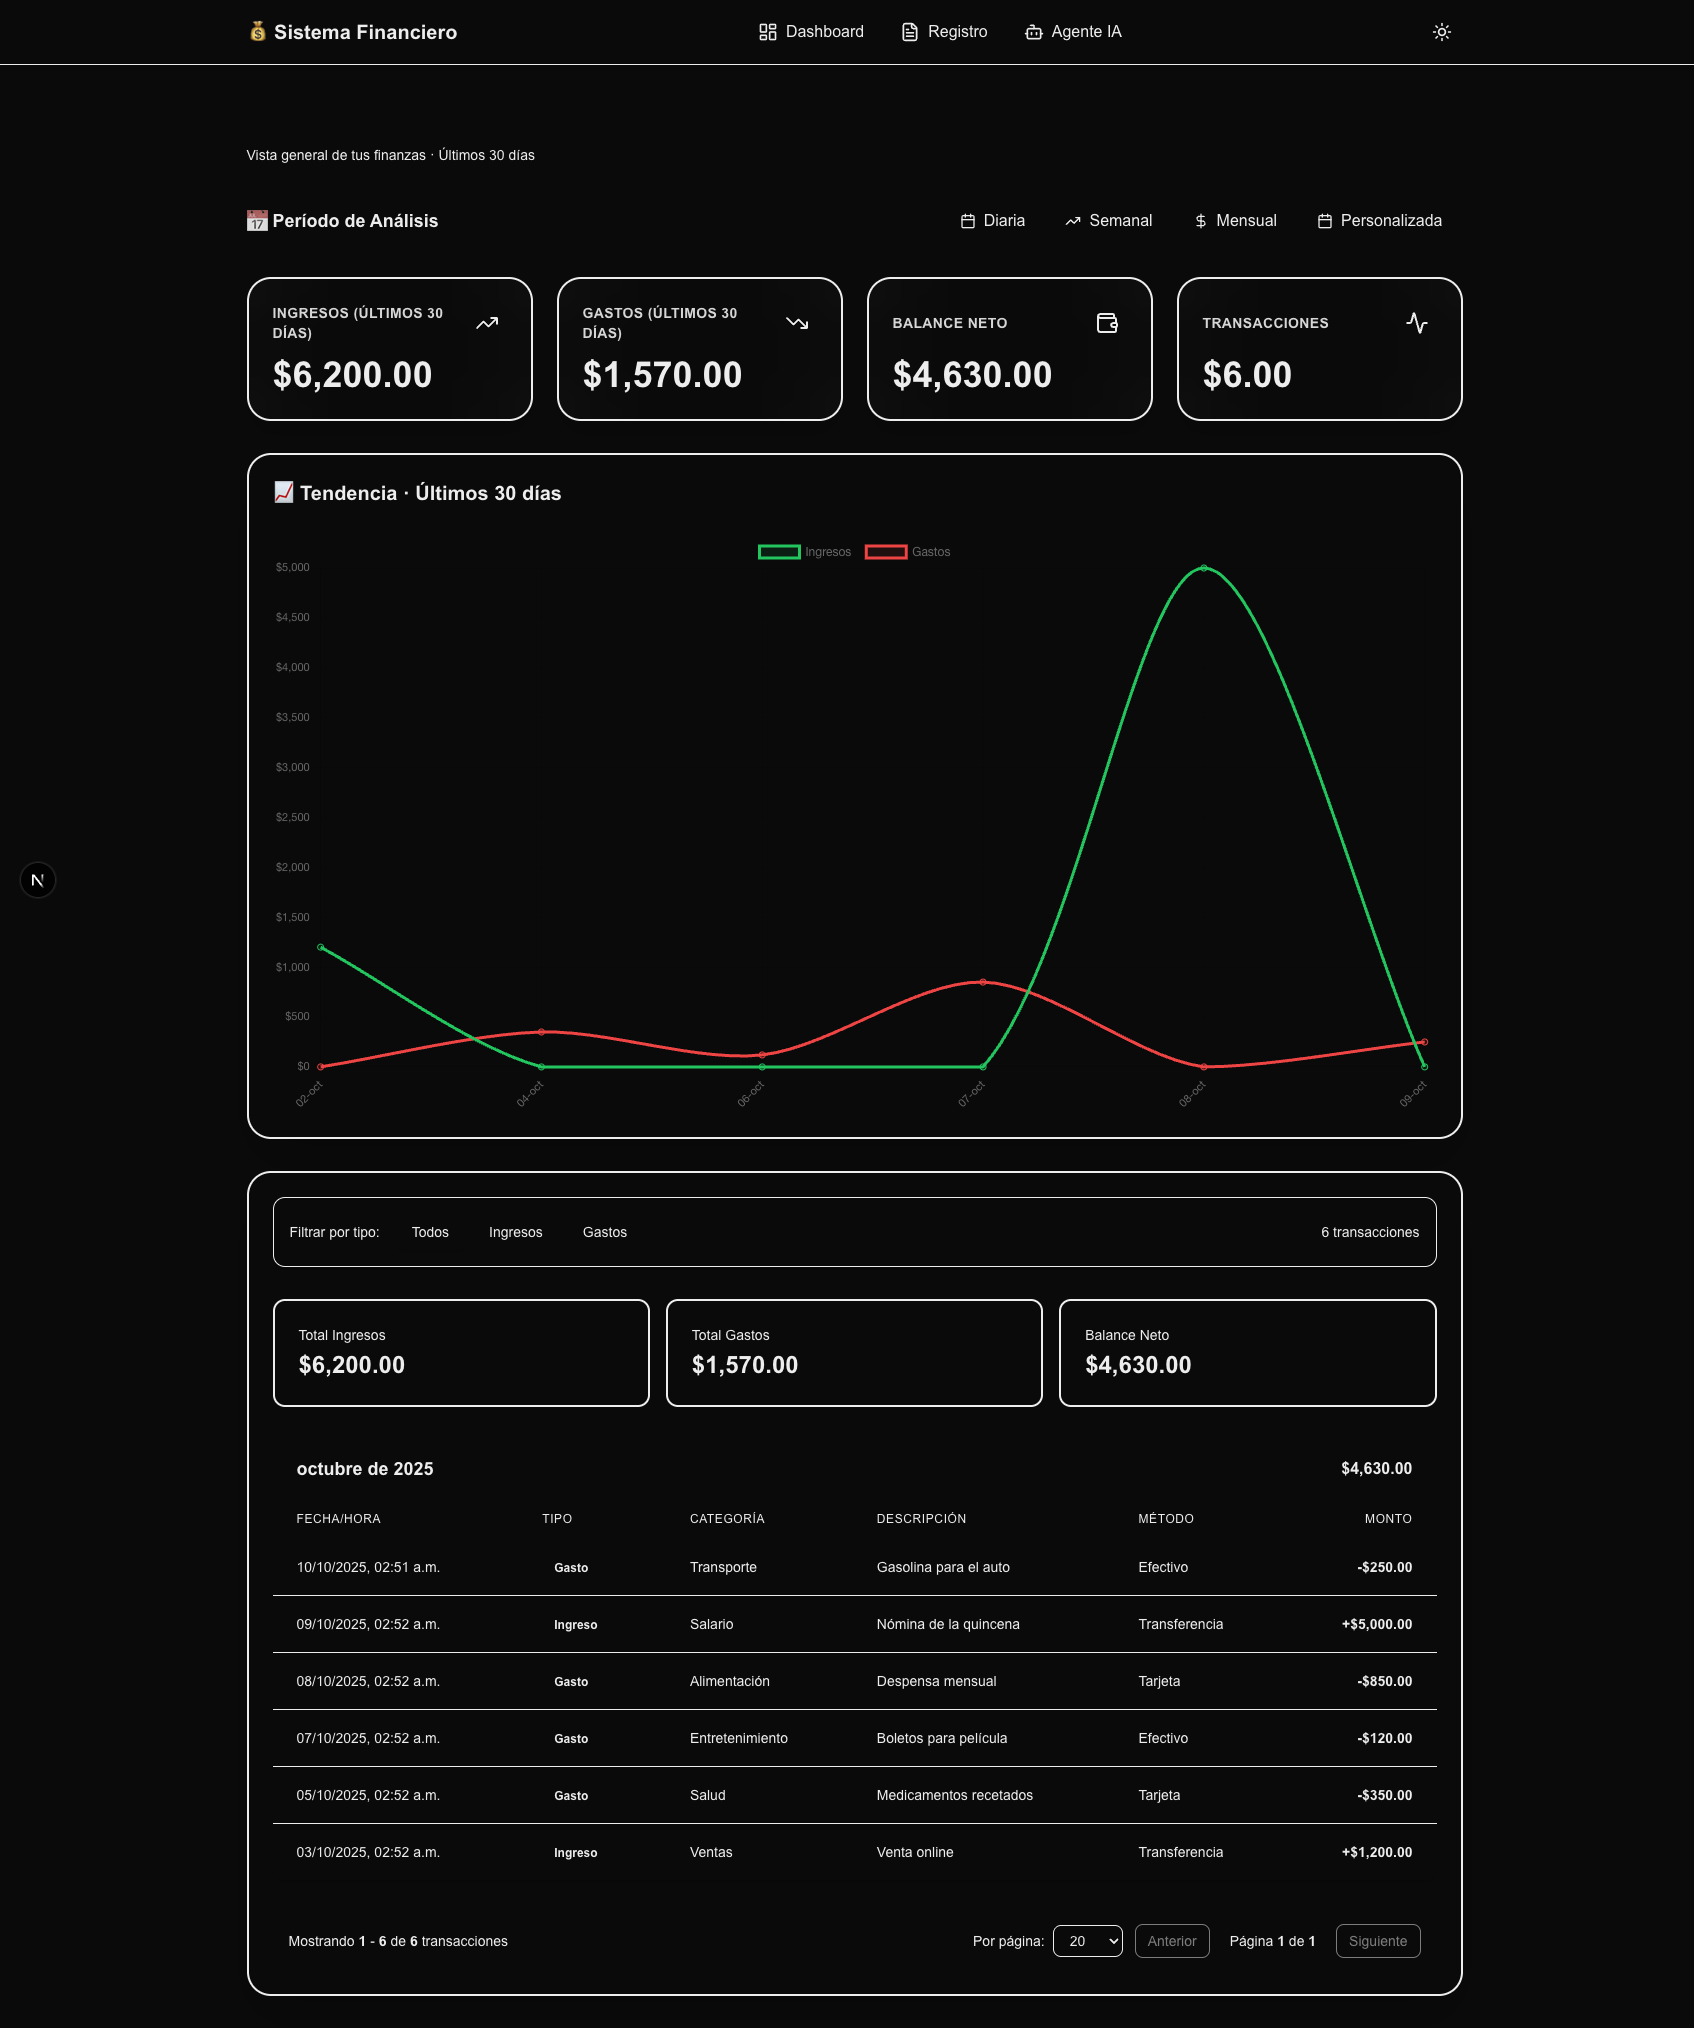 💰 Sistema Financiero
Dashboard
Registro
Agente IA
Vista general de tus finanzas · Últimos 30 días
📅 Período de Análisis
Diaria
Semanal
Mensual
Personalizada
INGRESOS (ÚLTIMOS 30
DÍAS)
$6,200.00
GASTOS (ÚLTIMOS 30
DÍAS)
$1,570.00
BALANCE NETO
$4,630.00
TRANSACCIONES
$6.00
📈 Tendencia · Últimos 30 días
Ingresos
Gastos
$5,000
$4,500
$4,000
$3,500
$3,000
$2,500
$2,000
$1,500
$1,000
$500
$0
02-oct
04-oct
06-oct
07-oct
08-oct
09-oct
N
Filtrar por tipo: Todos Ingresos Gastos 6 transacciones
Total Ingresos
$6,200.00
Total Gastos
$1,570.00
Balance Neto
$4,630.00
octubre de 2025 $4,630.00
FECHA/HORA TIPO CATEGORÍA DESCRIPCIÓN MÉTODO MONTO
10/10/2025, 02:51 a.m. Gasto Transporte Gasolina para el auto Efectivo -$250.00
09/10/2025, 02:52 a.m. Ingreso Salario Nómina de la quincena Transferencia +$5,000.00
08/10/2025, 02:52 a.m. Gasto Alimentación Despensa mensual Tarjeta -$850.00
07/10/2025, 02:52 a.m. Gasto Entretenimiento Boletos para película Efectivo -$120.00
05/10/2025, 02:52 a.m. Gasto Salud Medicamentos recetados Tarjeta -$350.00
03/10/2025, 02:52 a.m. Ingreso Ventas Venta online Transferencia +$1,200.00
Mostrando 1 - 6 de 6 transacciones Por página: 20 Anterior Página 1 de 1 Siguiente